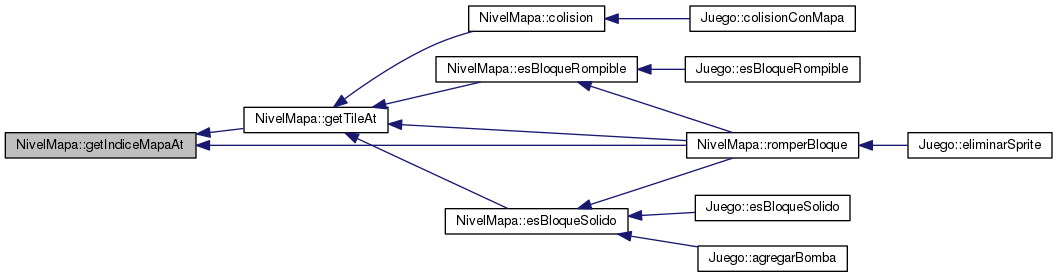 NivelMapa::colision
Juego::colisionConMapa
NivelMapa::esBloqueRompible
Juego::esBloqueRompible
NivelMapa::getTileAt
NivelMapa::getIndiceMapaAt
NivelMapa::romperBloque
Juego::eliminarSprite
NivelMapa::esBloqueSolido
Juego::esBloqueSolido
Juego::agregarBomba